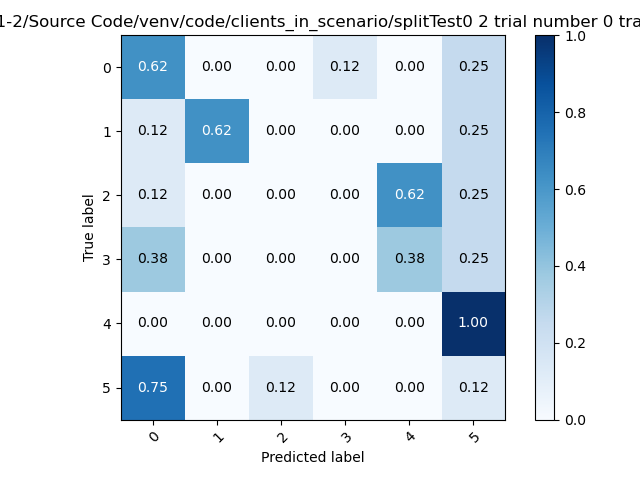 1-2/Source Code/venv/code/clients_in_scenario/splitTest0 2 trial number 0 tra
0 0.62 0.00 0.00 0.12 0.00 0.25
1 0.12 0.62 0.00 0.00 0.00 0.25
2 0.12 0.00 0.00 0.00 0.62 0.25
3 0.38 0.00 0.00 0.00 0.38 0.25
4 0.00 0.00 0.00 0.00 0.00 1.00
5 0.75 0.00 0.12 0.00 0.00 0.12
0 1 2 3 4 5
True label
Predicted label
1.0
0.8
0.6
0.4
0.2
0.0